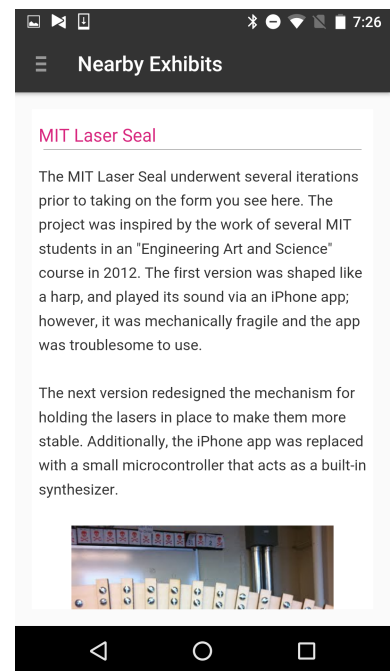 7:26
Nearby Exhibits
MIT Laser Seal
The MIT Laser Seal underwent several iterations
prior to taking on the form you see here. The
project was inspired by the work of several MIT
students in an "Engineering Art and Science"
course in 2012. The first version was shaped like
a harp, and played its sound via an iPhone app;
however, it was mechanically fragile and the app
was troublesome to use.
The next version redesigned the mechanism for
holding the lasers in place to make them more
stable. Additionally, the iPhone app was replaced
with a small microcontroller that acts as a built-in
synthesizer.